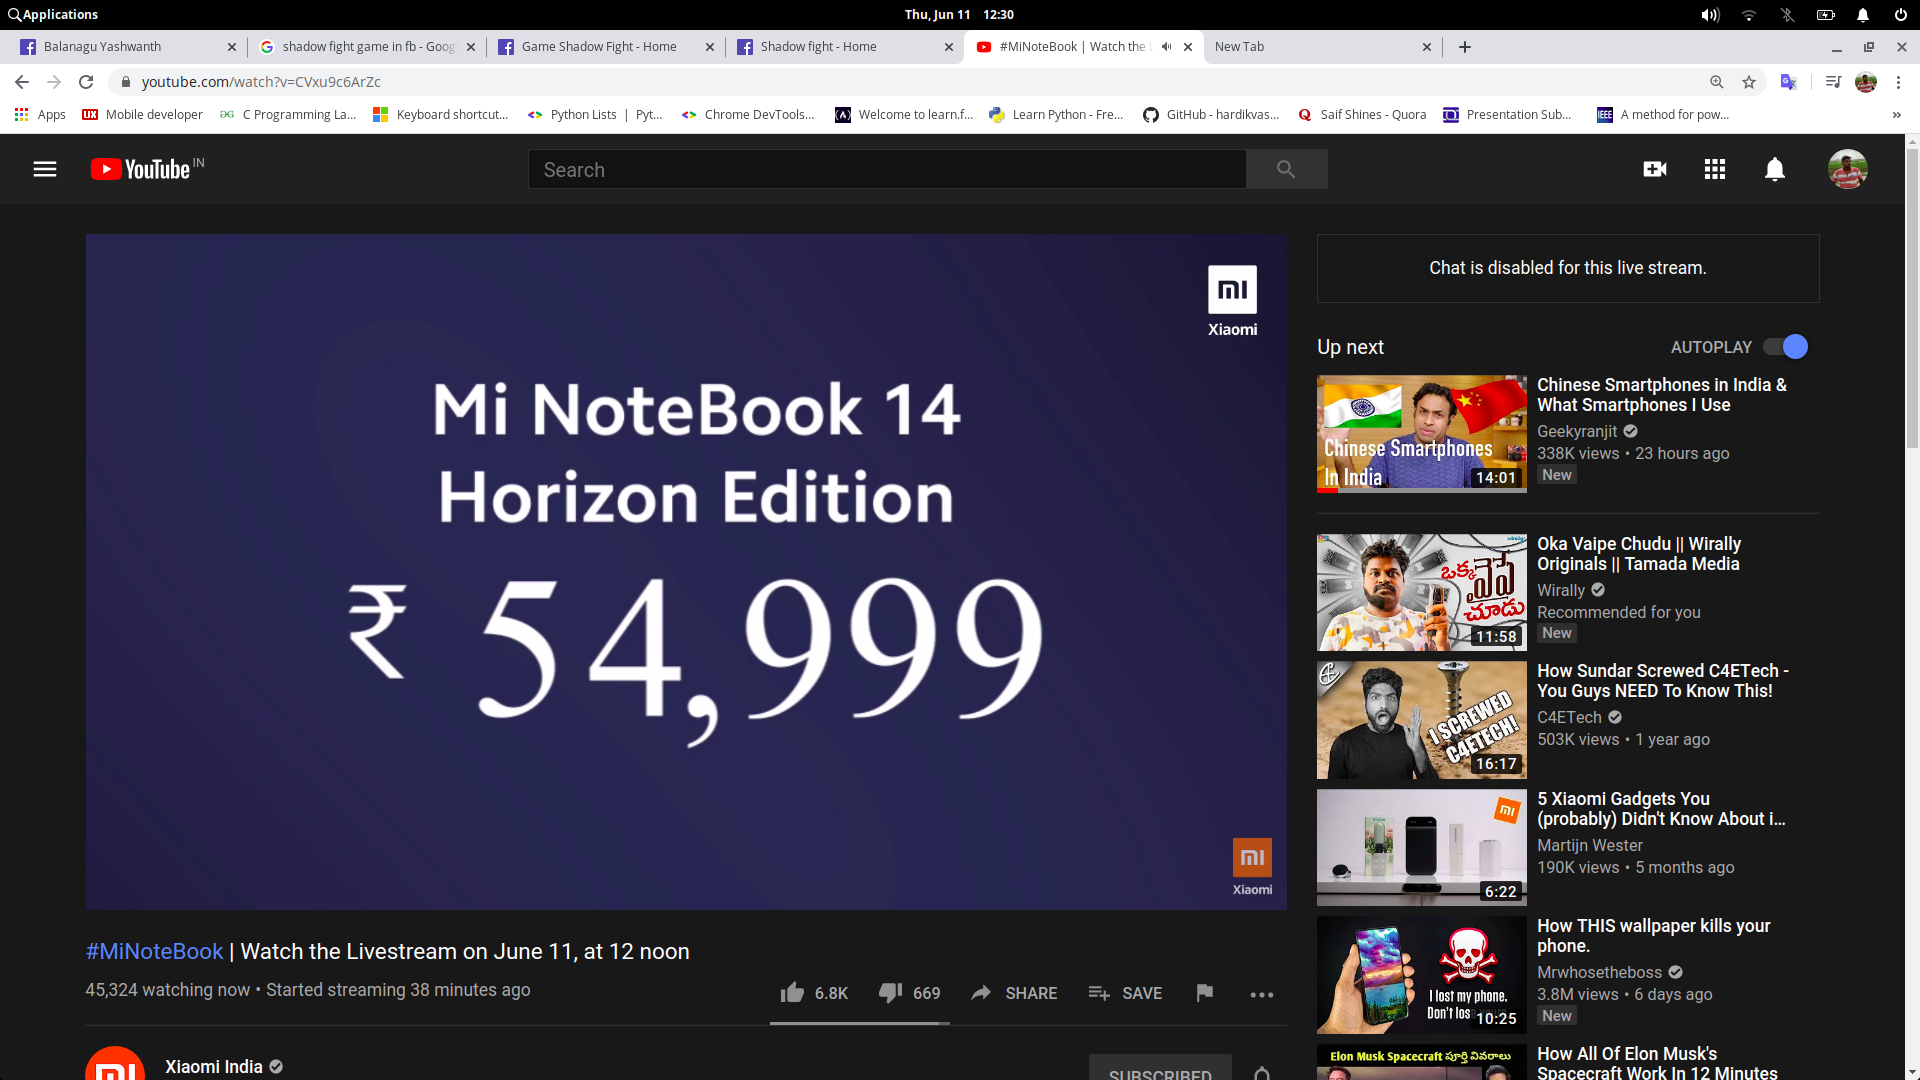 Applications
Thu, Jun 11 12:30
Balanagu Yashwanth
shadow fight game in fb - Goog
Game Shadow Fight - Home
Shadow fight - Home
#MiNoteBook | Watch the
New Tab
youtube.com/watch?v=CVxu9c6ArZc
Apps
UX Mobile developer
C Programming La...
Keyboard shortcut...
Python Lists | Pyt...
Chrome DevTools...
Welcome to learn.f...
Learn Python - Fre...
GitHub - hardikvas...
Saif Shines - Quora
Presentation Sub...
IEEE A method for pow...
YouTube IN
Search
Xiaomi
Mi NoteBook 14
Horizon Edition
₹ 54,999
Xiaomi
#MiNoteBook | Watch the Livestream on June 11, at 12 noon
45,324 watching now • Started streaming 38 minutes ago
6.8K
669
SHARE
SAVE
Xiaomi India
SUBSCRIBED
Chat is disabled for this live stream.
Up next
AUTOPLAY
Chinese Smartphones
In India
14:01
Chinese Smartphones in India &
What Smartphones I Use
Geekyranjit
338K views • 23 hours ago
New
ఒక్క
వైపే
చూడు
11:58
Oka Vaipe Chudu || Wirally
Originals || Tamada Media
Wirally
Recommended for you
New
I SCREWED
C4ETECH!
16:17
How Sundar Screwed C4ETech -
You Guys NEED To Know This!
C4ETech
503K views • 1 year ago
6:22
5 Xiaomi Gadgets You
(probably) Didn't Know About i...
Martijn Wester
190K views • 5 months ago
I lost my phone.
Don't lose
10:25
How THIS wallpaper kills your
phone.
Mrwhosetheboss
3.8M views • 6 days ago
New
Elon Musk Spacecraft పూర్తి వివరాలు
How All Of Elon Musk's
Spacecraft Work In 12 Minutes